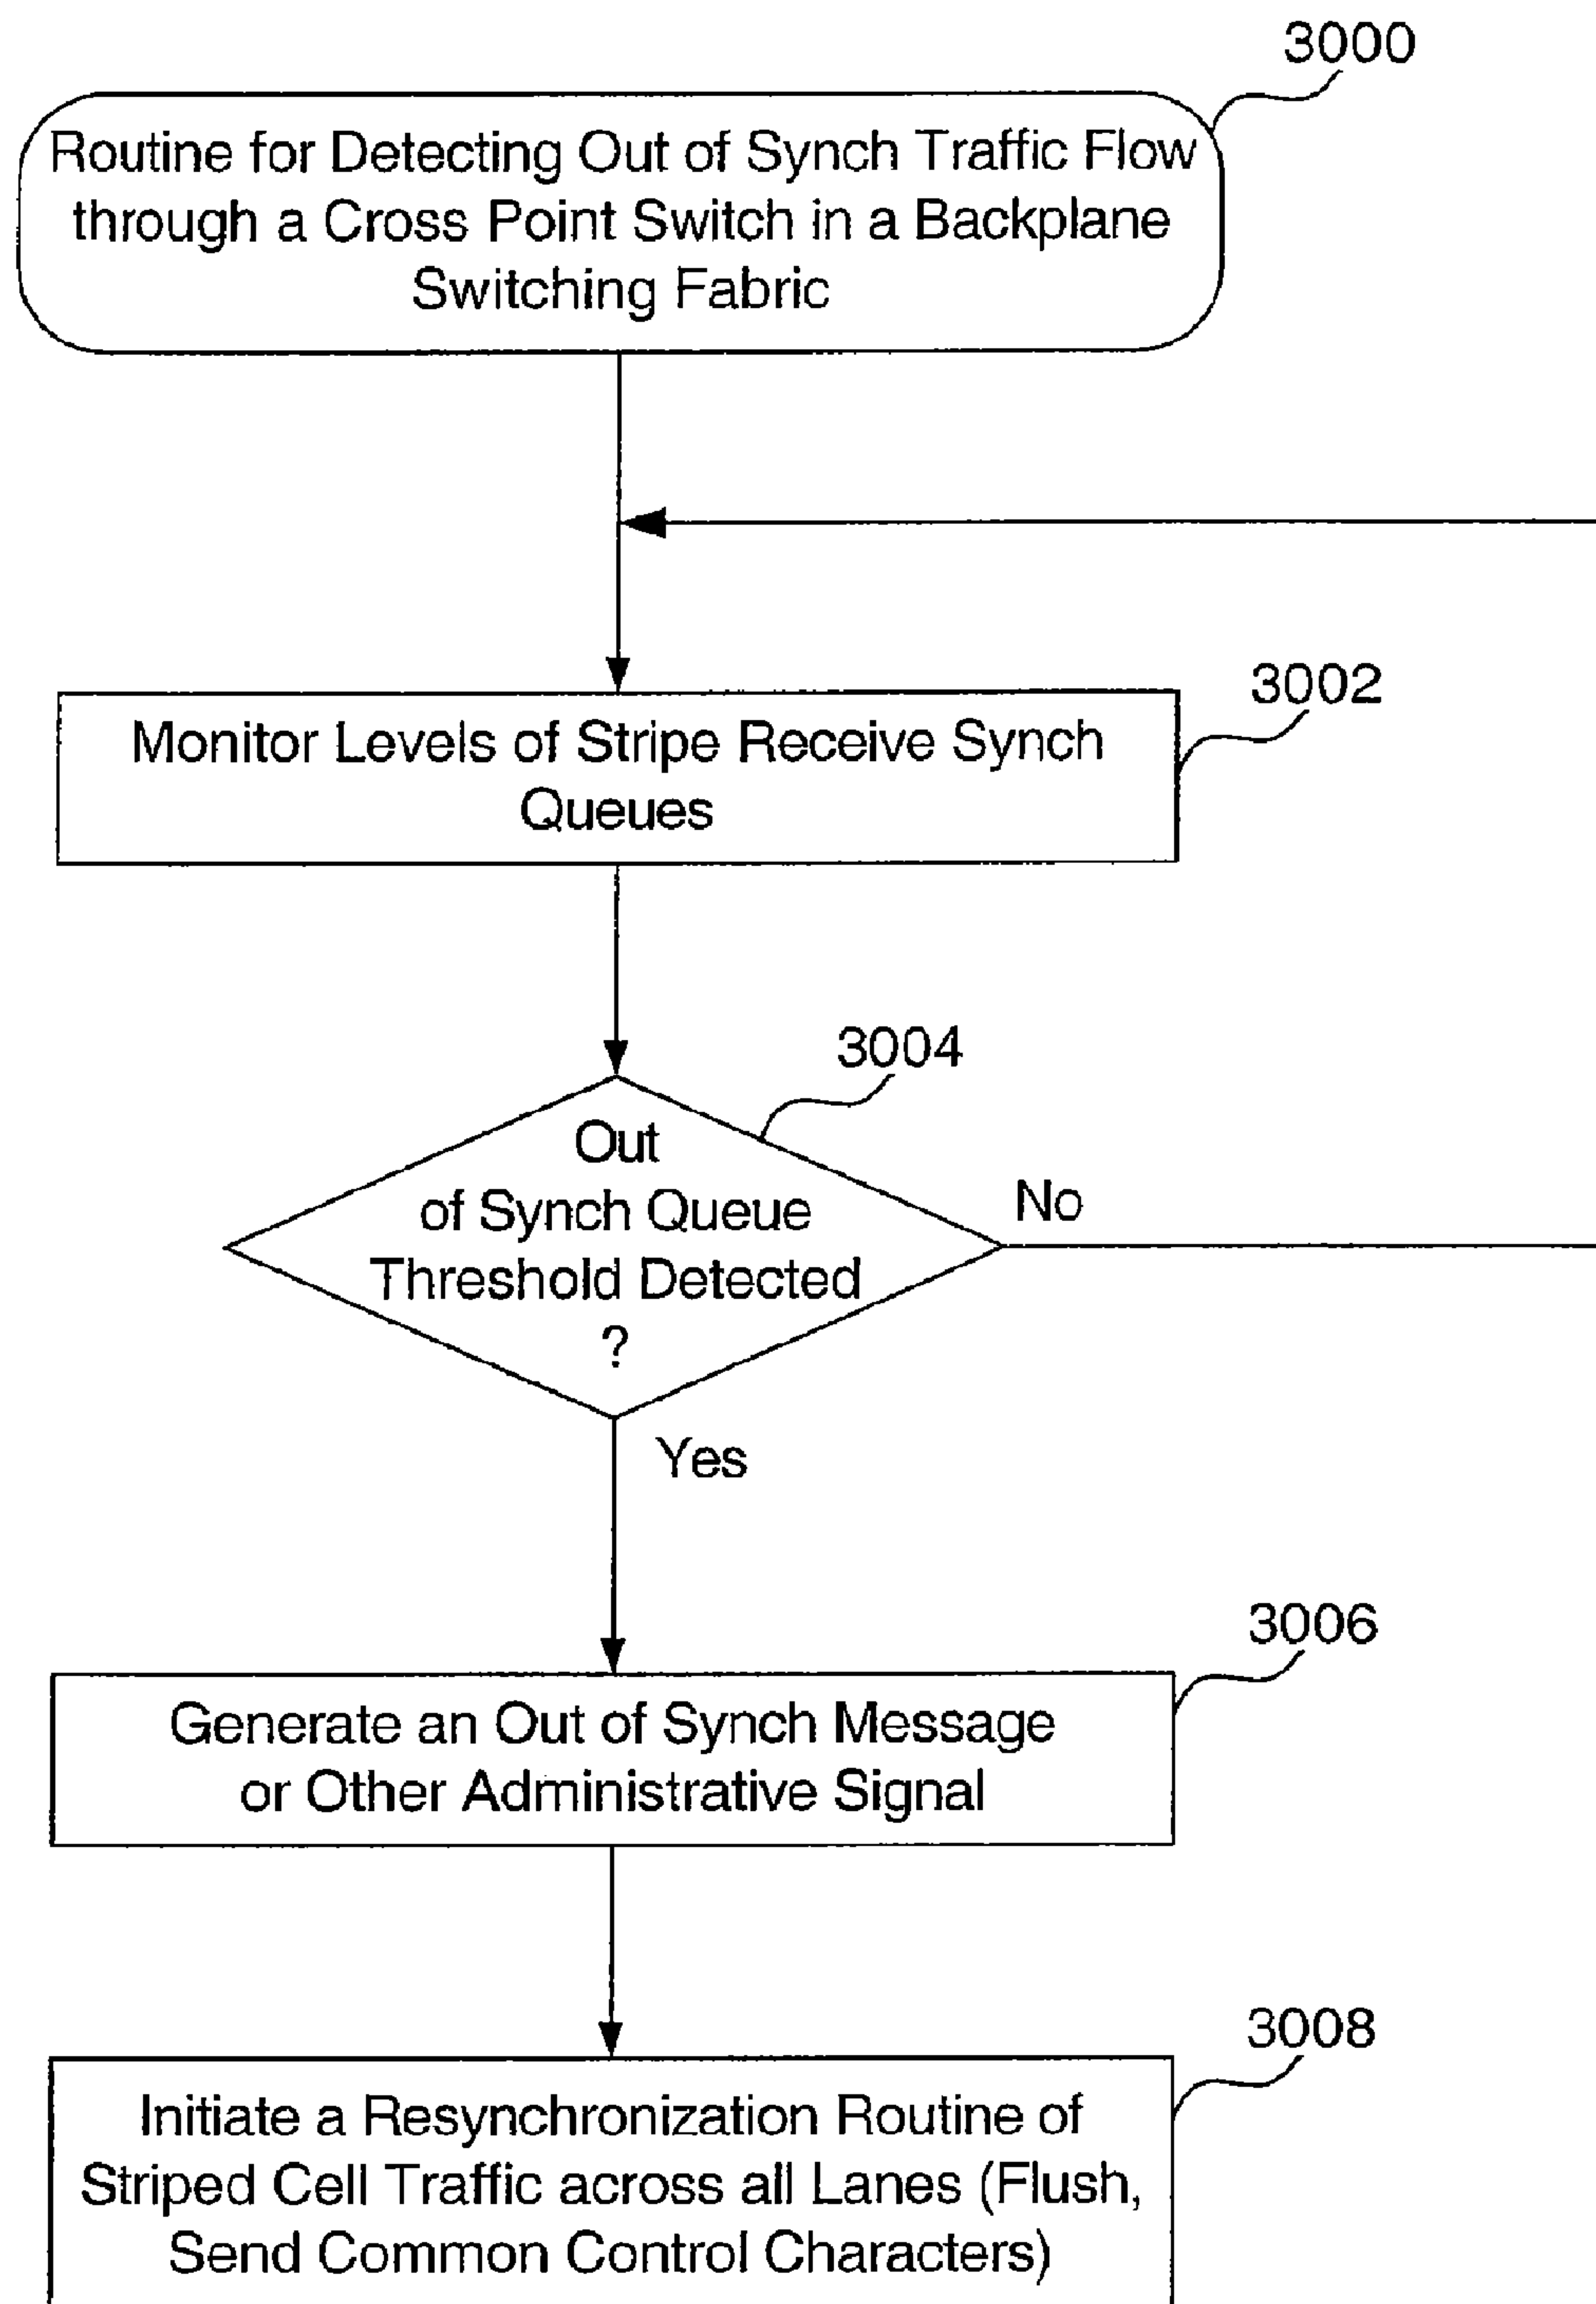 3000
Routine for Detecting Out of Synch Traffic Flow
through a Cross Point Switch in a Backplane
Switching Fabric
3002
Monitor Levels of Stripe Receive Synch
Queues
3004
Out
of Synch Queue
Threshold Detected
?
No
Yes
3006
Generate an Out of Synch Message
or Other Administrative Signal
3008
Initiate a Resynchronization Routine of
Striped Cell Traffic across all Lanes (Flush,
Send Common Control Characters)